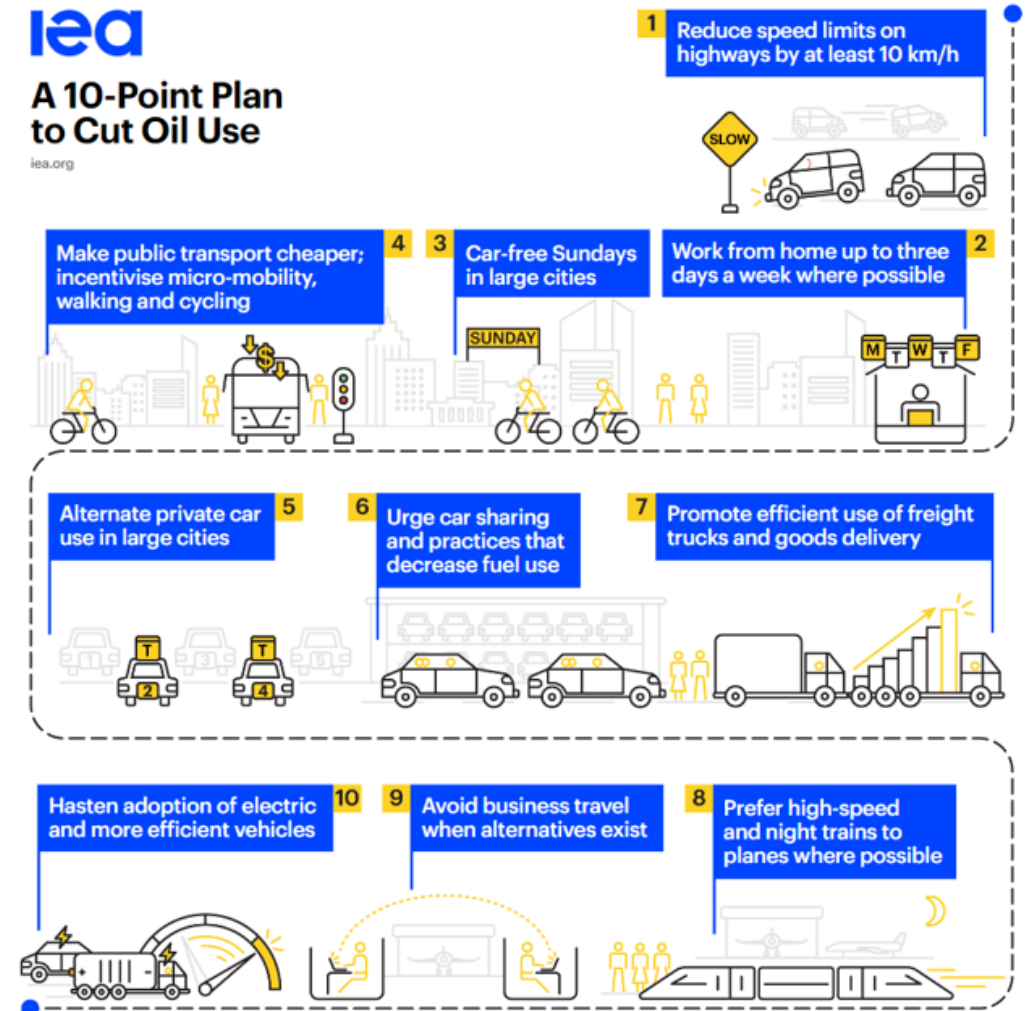 iea
A 10-Point Plan
to Cut Oil Use
iea.org
1
Reduce speed limits on
highways by at least 10 km/h
SLOW
2
Work from home up to three
days a week where possible
M T W T F
3
Car-free Sundays
in large cities
SUNDAY
4
Make public transport cheaper;
incentivise micro-mobility,
walking and cycling
$
5
Alternate private car
use in large cities
T
T
1
2
3
4
5
6
Urge car sharing
and practices that
decrease fuel use
7
Promote efficient use of freight
trucks and goods delivery
8
Prefer high-speed
and night trains to
planes where possible
9
Avoid business travel
when alternatives exist
10
Hasten adoption of electric
and more efficient vehicles